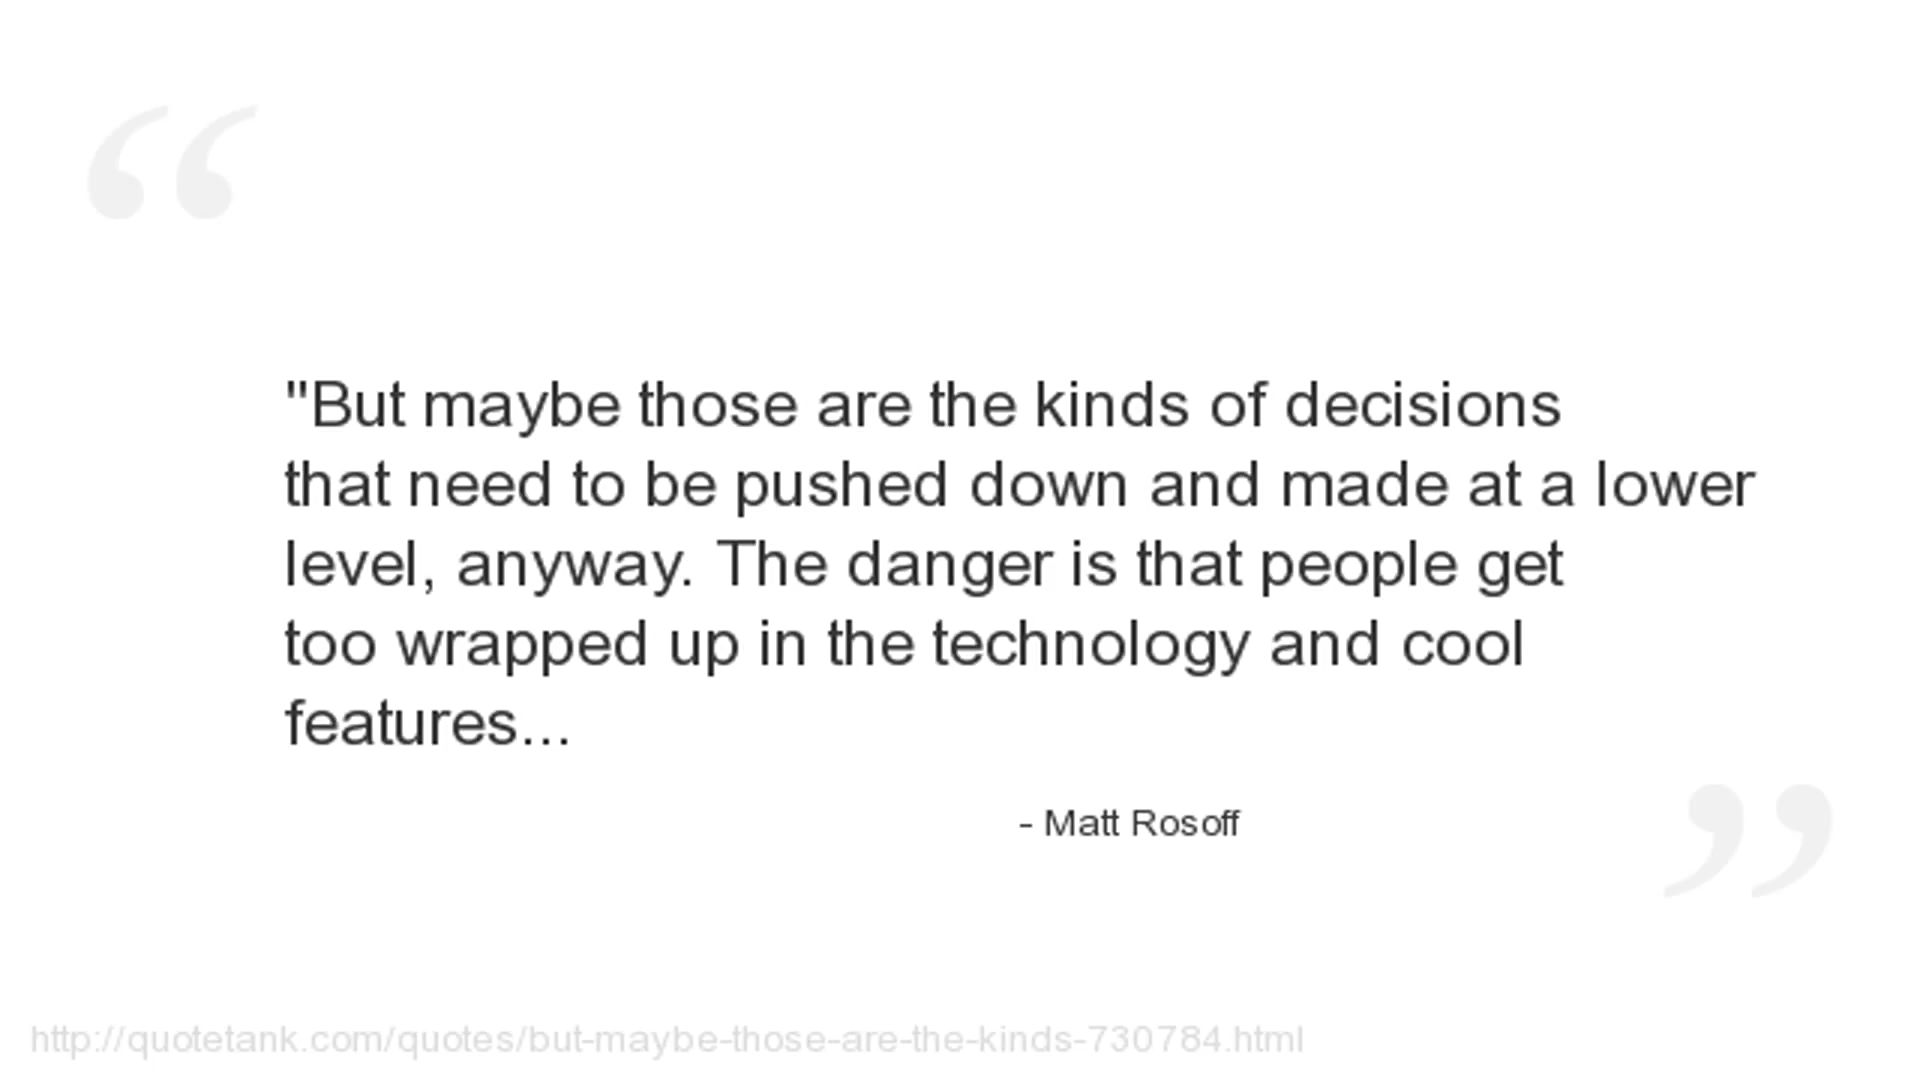 "But maybe those are the kinds of decisions
that need to be pushed down and made at a lower
level, anyway. The danger is that people get
too wrapped up in the technology and cool
features...
- Matt Rosoff
http://quotetank.com/quotes/but-maybe-those-are-the-kinds-730784.html